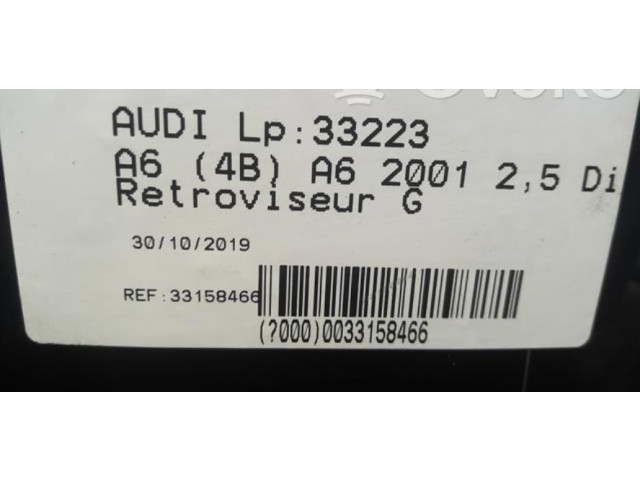 AUDI Lp:33223
A6 (4B) A6 2001 2,5 Di
Retroviseur G
30/10/2019
REF:33158466
(?000)0033158466